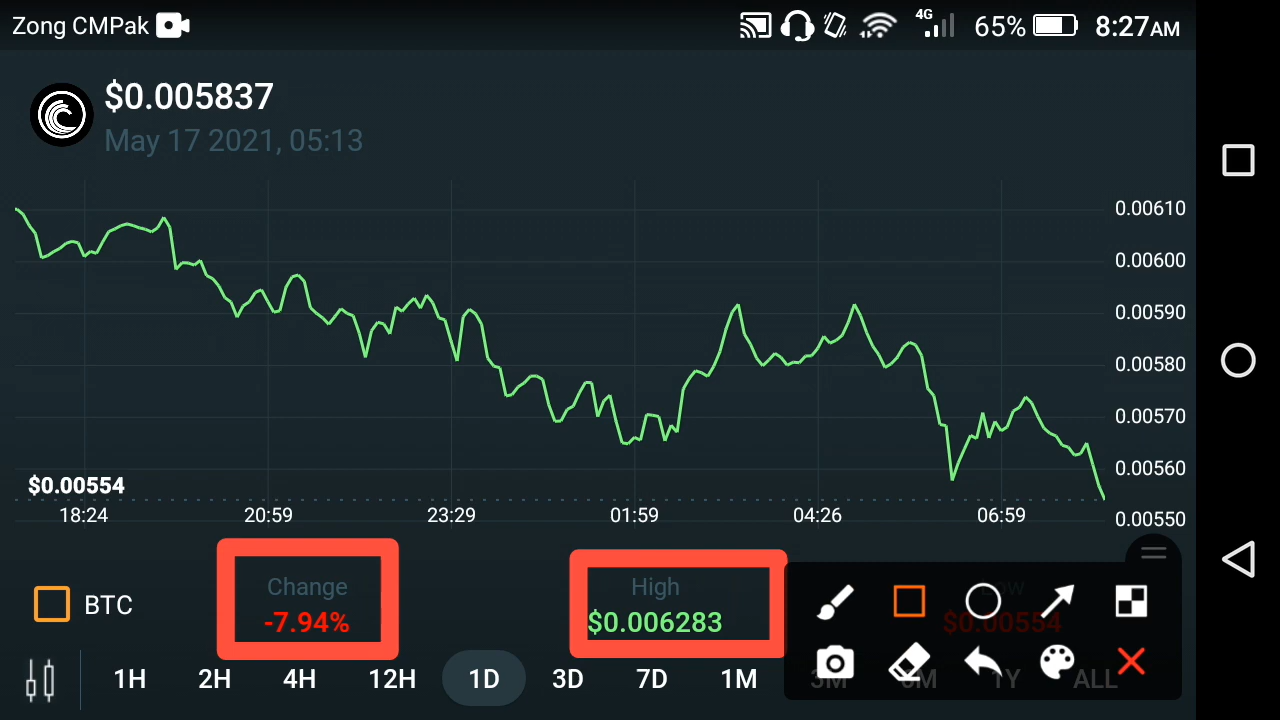 Zong CMPak 4G 65% 8:27AM
$0.005837
May 17 2021, 05:13
0.00610
0.00600
0.00590
0.00580
0.00570
0.00560
$0.00554
0.00550
18:24 20:59 23:29 01:59 04:26 06:59
Change High Low
BTC -7.94% $0.006283 $0.00554
1H 2H 4H 12H 1D 3D 7D 1M 3M 6M 1Y ALL